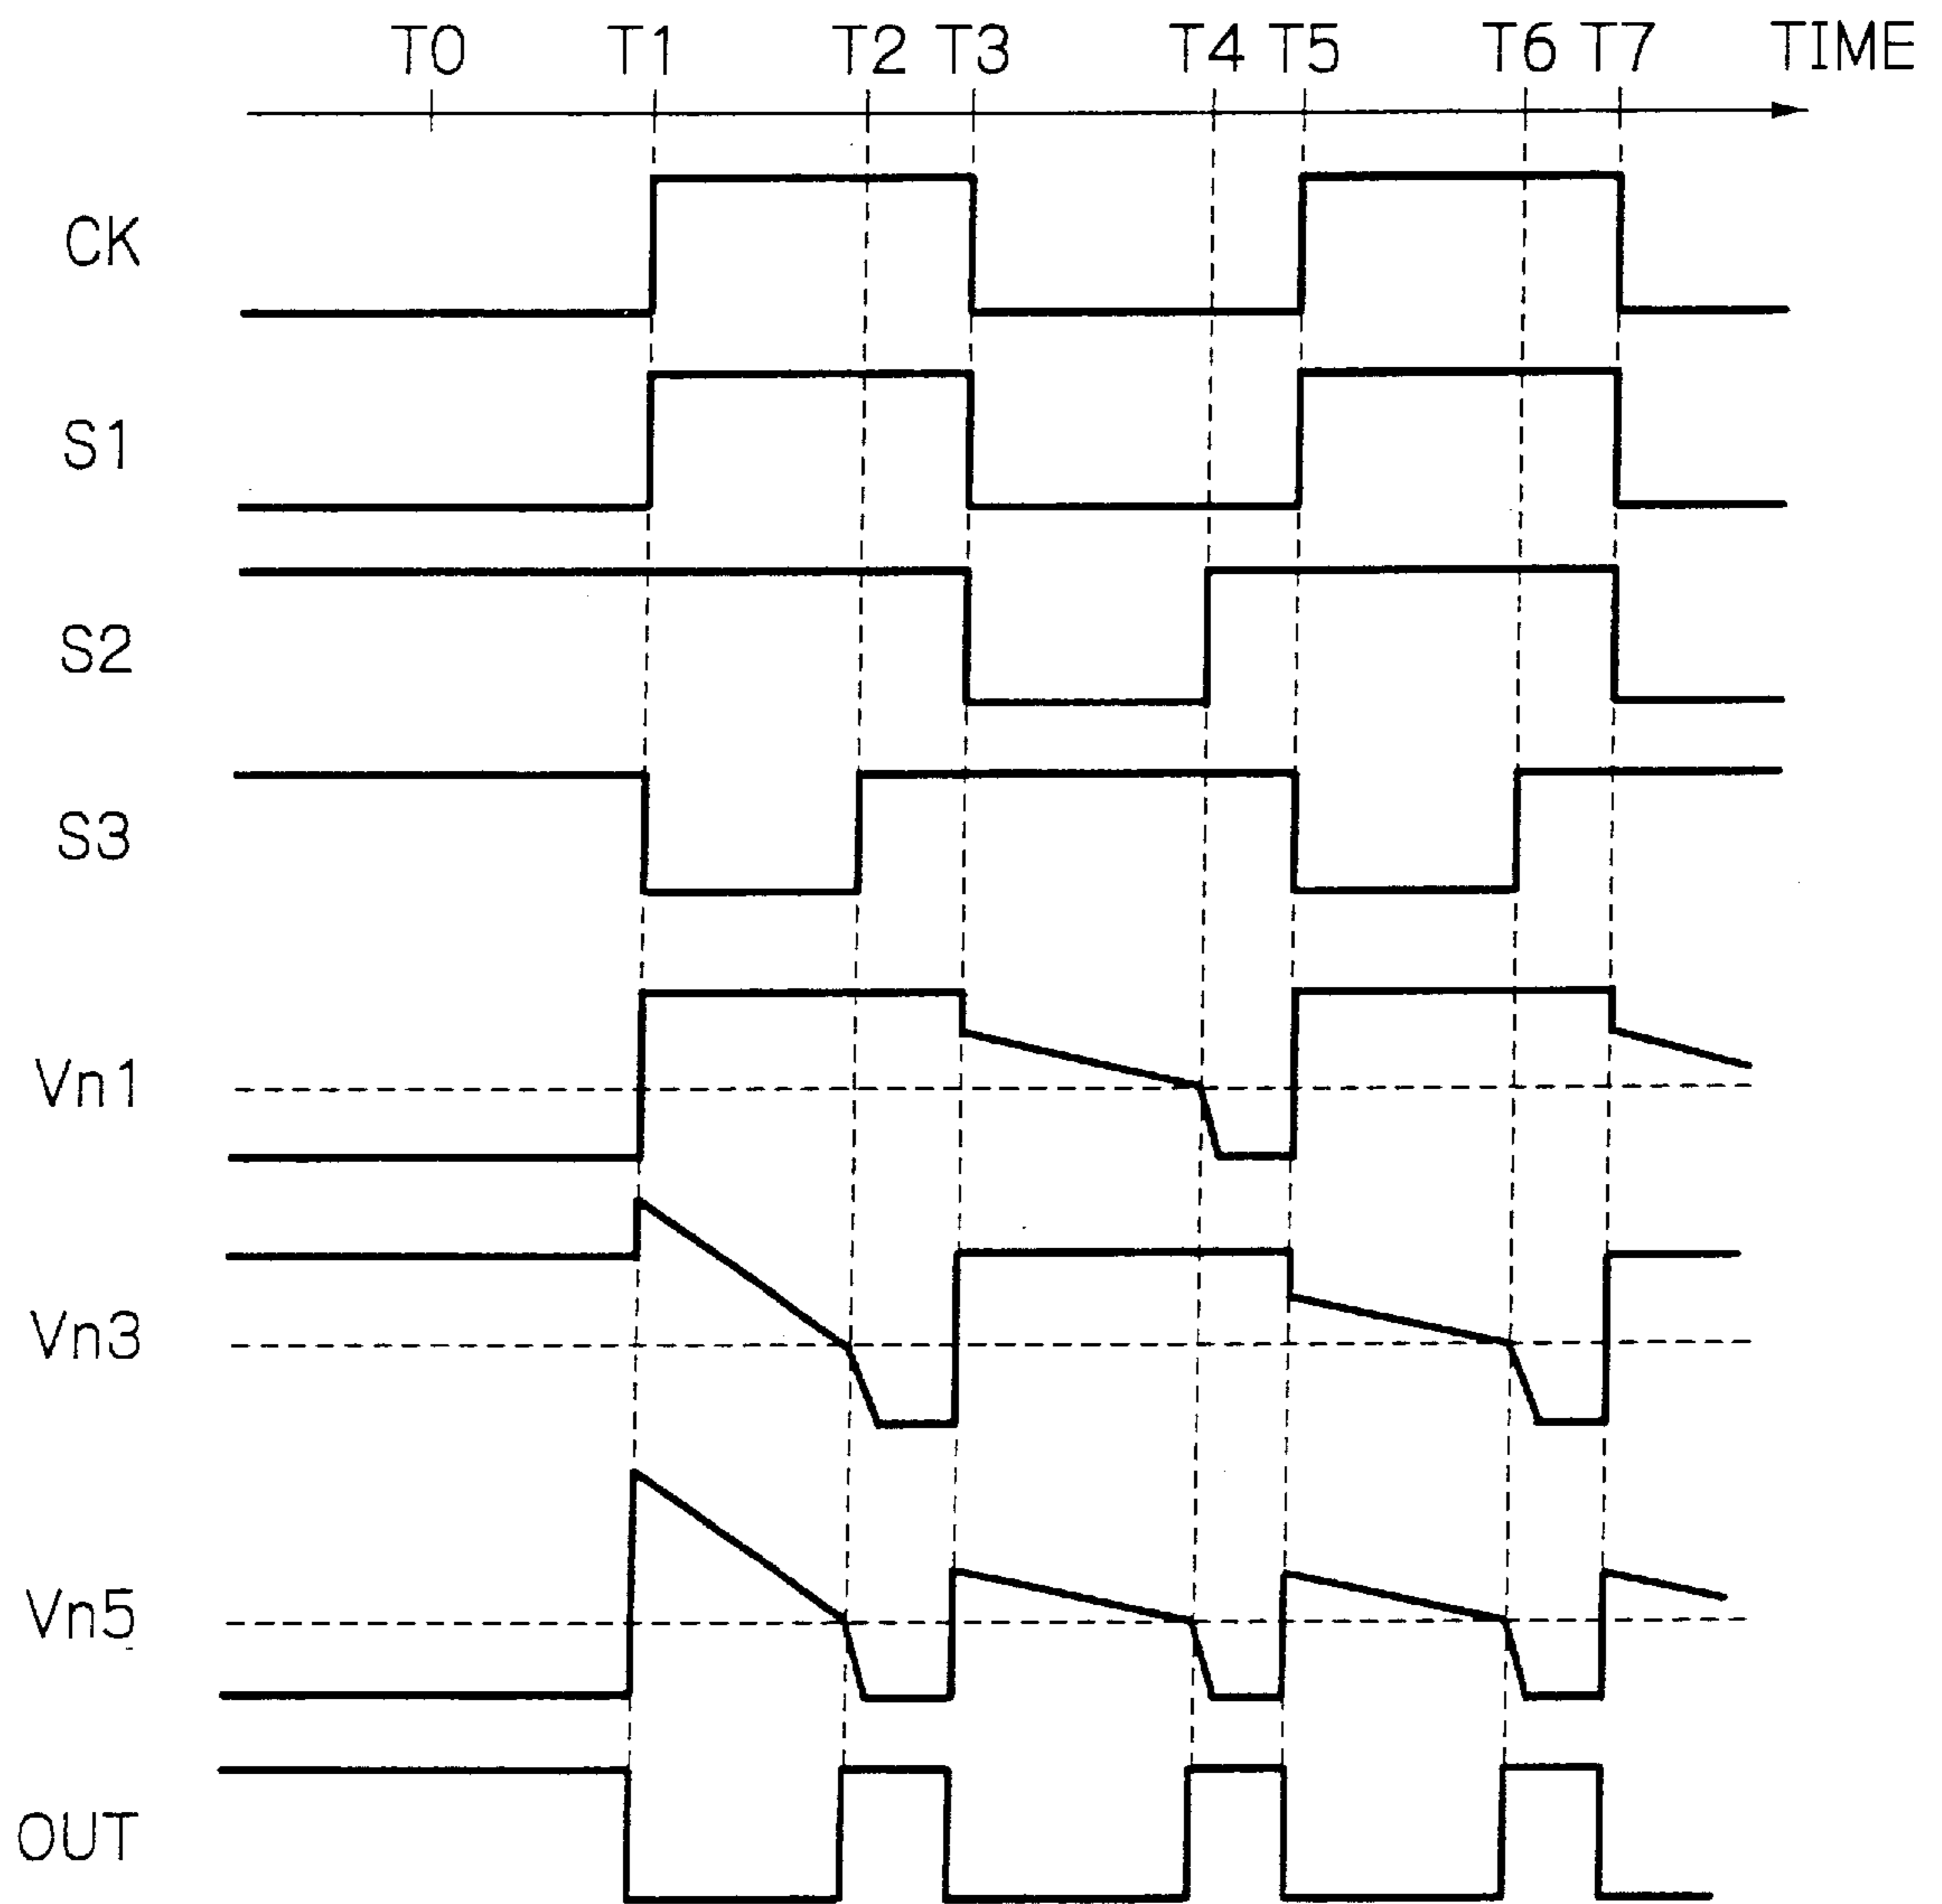 T0 T1 T2 T3 T4 T5 T6 T7 TIME
CK
S1
S2
S3
Vn1
Vn3
Vn5
OUT